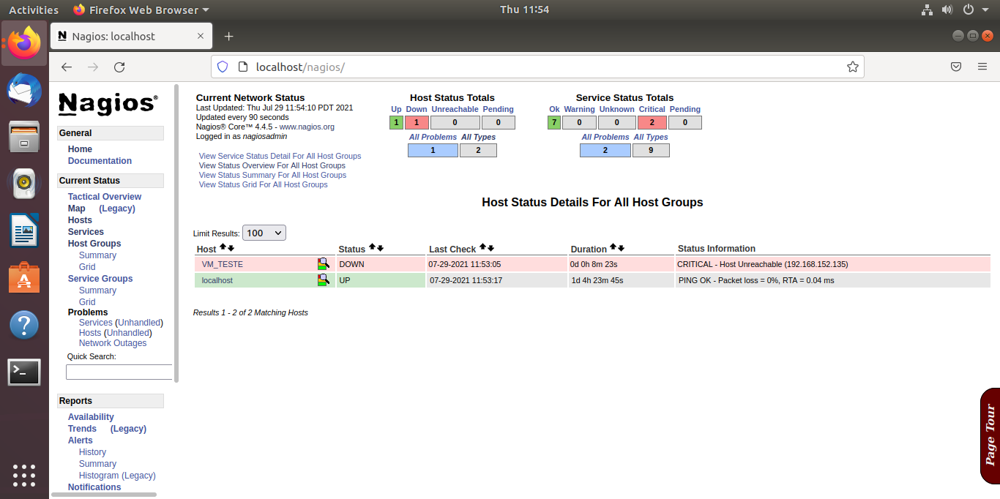 Activities Firefox Web Browser Thu 11:54
Nagios: localhost
localhost/nagios/
Nagios®
General
Home
Documentation
Current Status
Tactical Overview
Map (Legacy)
Hosts
Services
Host Groups
Summary
Grid
Service Groups
Summary
Grid
Problems
Services (Unhandled)
Hosts (Unhandled)
Network Outages
Quick Search:
Reports
Availability
Trends (Legacy)
Alerts
History
Summary
Histogram (Legacy)
Notifications
Current Network Status
Last Updated: Thu Jul 29 11:54:10 PDT 2021
Updated every 90 seconds
Nagios® Core™ 4.4.5 - www.nagios.org
Logged in as nagiosadmin
View Service Status Detail For All Host Groups
View Status Overview For All Host Groups
View Status Summary For All Host Groups
View Status Grid For All Host Groups
Host Status Totals
Up Down Unreachable Pending
1 1 0 0
All Problems All Types
1 2
Service Status Totals
Ok Warning Unknown Critical Pending
7 0 0 2 0
All Problems All Types
2 9
Host Status Details For All Host Groups
Limit Results: 100
Host Status Last Check Duration Status Information
VM_TESTE DOWN 07-29-2021 11:53:05 0d 0h 8m 23s CRITICAL - Host Unreachable (192.168.152.135)
localhost UP 07-29-2021 11:53:17 1d 4h 23m 45s PING OK - Packet loss = 0%, RTA = 0.04 ms
Results 1 - 2 of 2 Matching Hosts
Page Tour